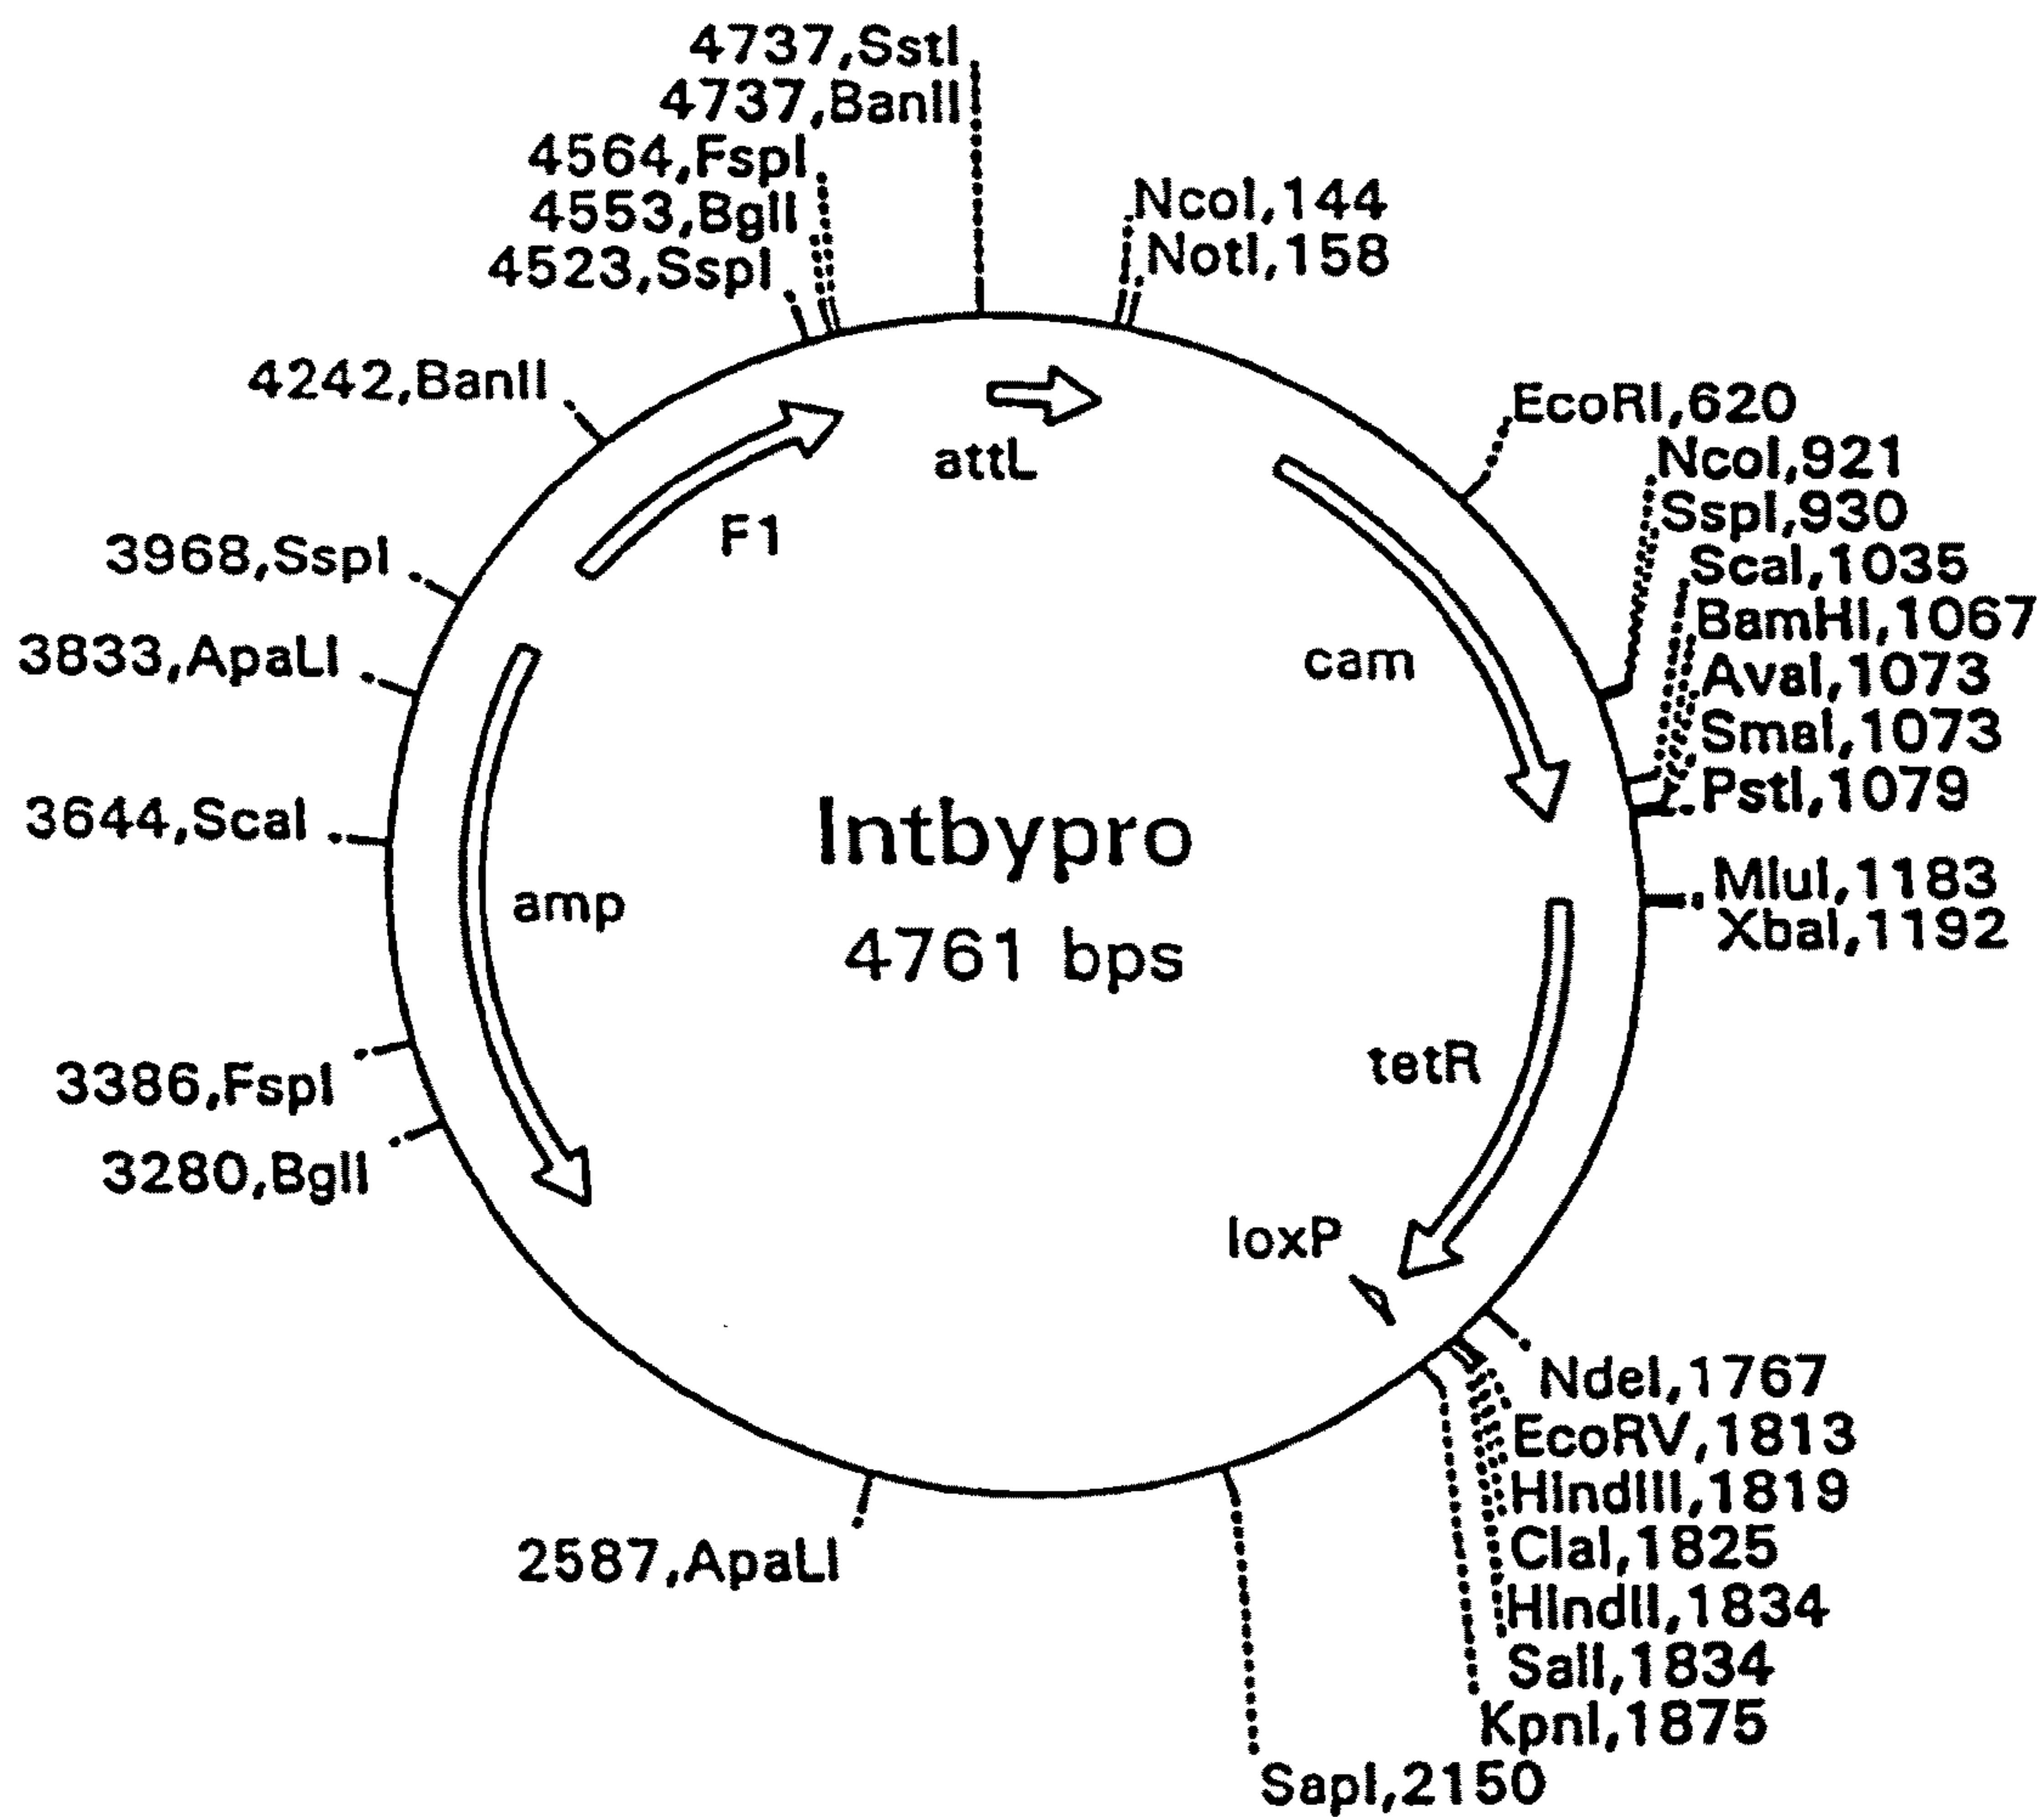 4737,SstI
4737,BanII
4564,FspI
4553,BglI
4523,SspI
4242,BanII
3968,SspI
3833,ApaLI
3644,ScaI
3386,FspI
3280,BglI
2587,ApaLI
NcoI,144
NotI,158
EcoRI,620
NcoI,921
SspI,930
ScaI,1035
BamHI,1067
AvaI,1073
SmaI,1073
PstI,1079
MluI,1183
XbaI,1192
NdeI,1767
EcoRV,1813
HindIII,1819
ClaI,1825
HindII,1834
SalI,1834
KpnI,1875
SapI,2150
attL
F1
cam
amp
tetR
loxP
Intbypro
4761 bps